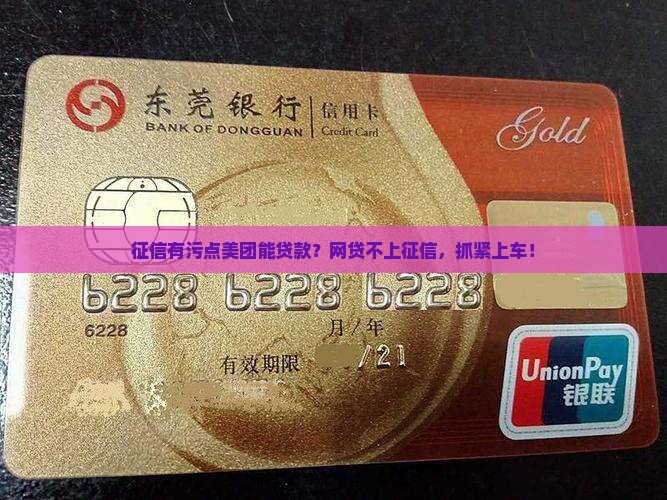 东莞银行 信用卡
BANK OF DONGGUAN Credit Card
Gold
征信有污点美团能贷款？网贷不上征信，抓紧上车！
6228 6228 6228
6228
月/年
有效期限 /21
UnionPay
银联